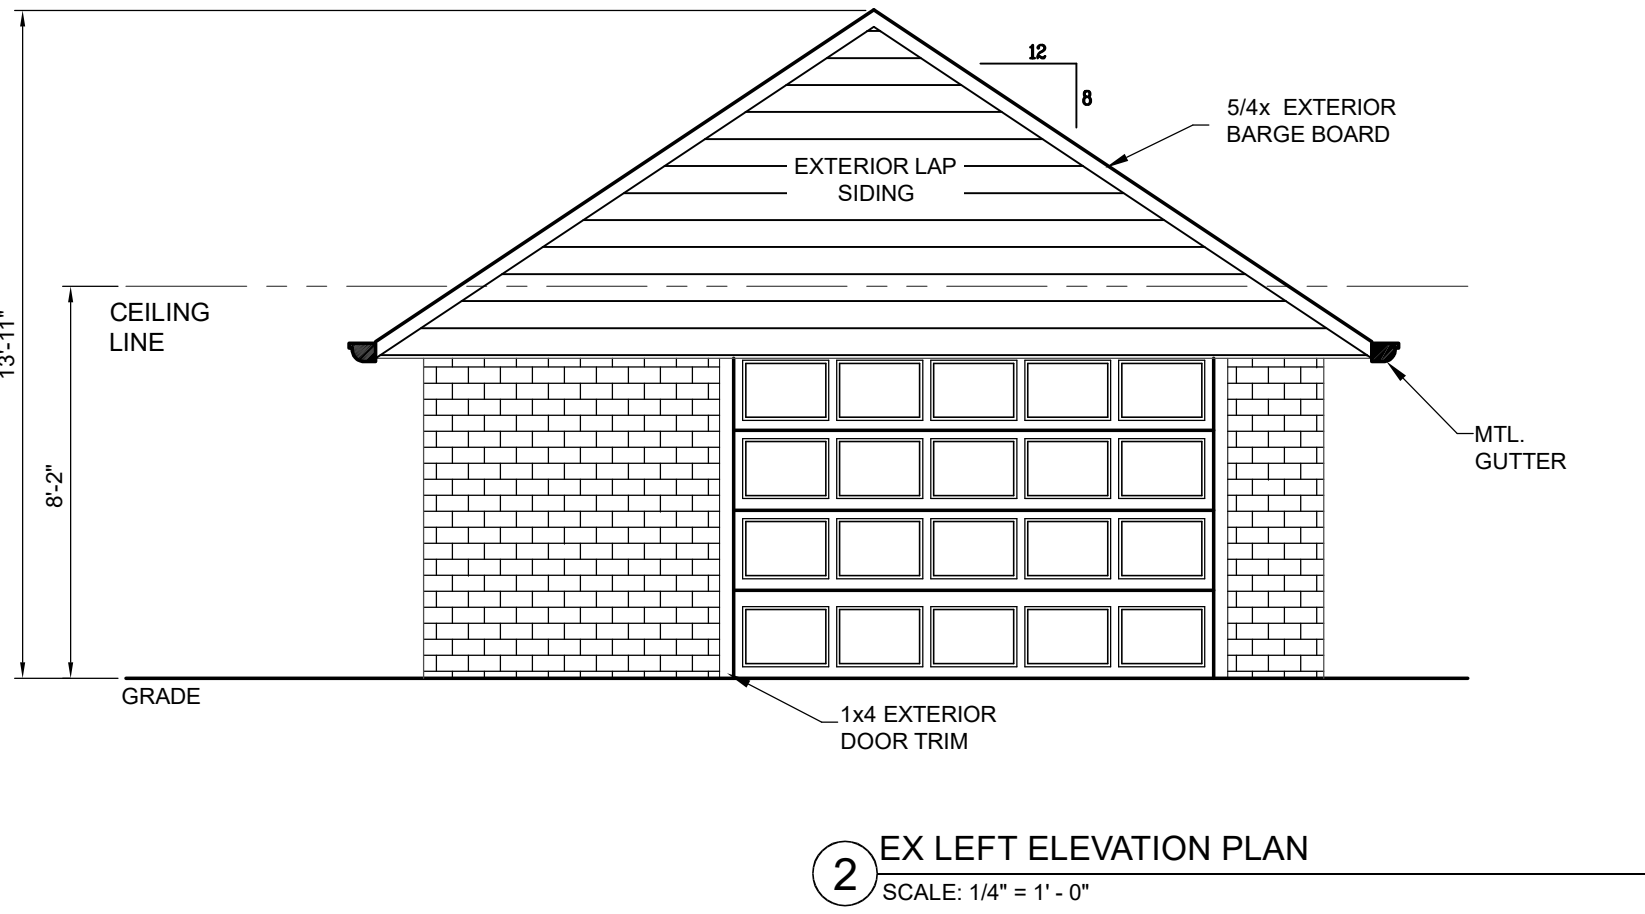 12
8
5/4x EXTERIOR
BARGE BOARD
EXTERIOR LAP
SIDING
13'-11"
CEILING
LINE
8'-2"
MTL.
GUTTER
GRADE
1x4 EXTERIOR
DOOR TRIM
2
EX LEFT ELEVATION PLAN
SCALE: 1/4" = 1' - 0"